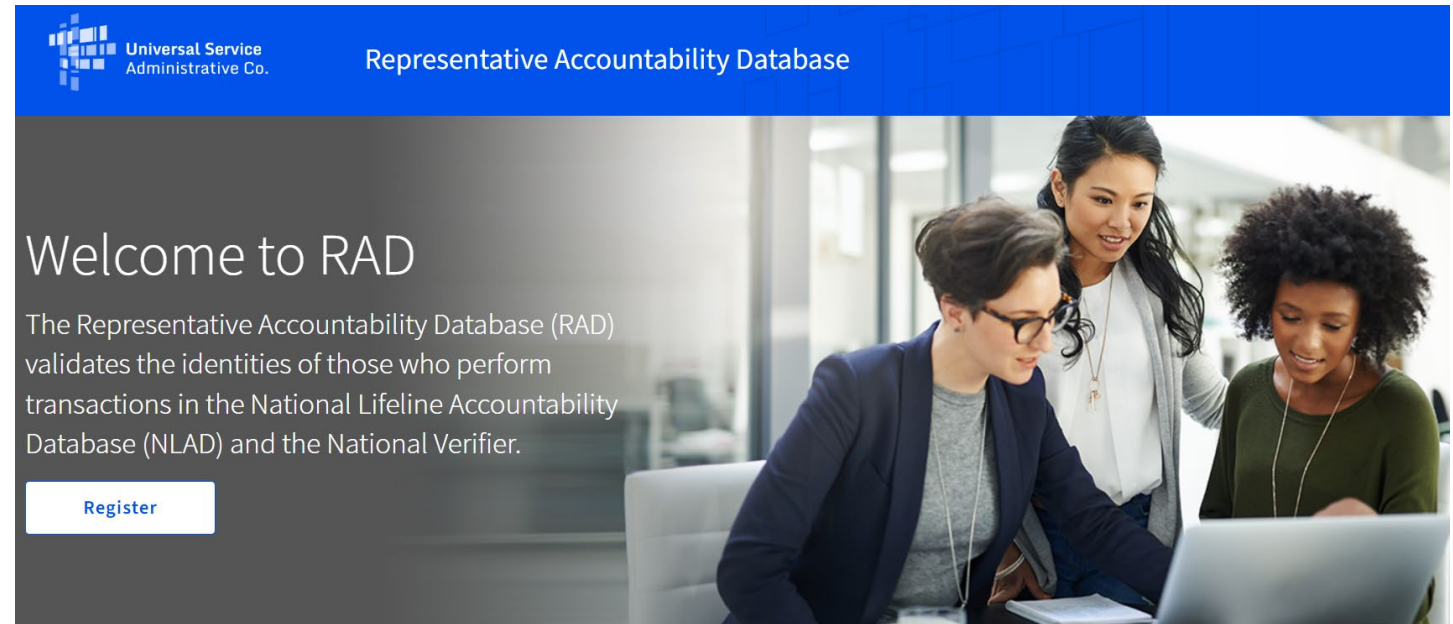 Universal Service
Administrative Co.
Representative Accountability Database
Welcome to RAD
The Representative Accountability Database (RAD)
validates the identities of those who perform
transactions in the National Lifeline Accountability
Database (NLAD) and the National Verifier.
Register